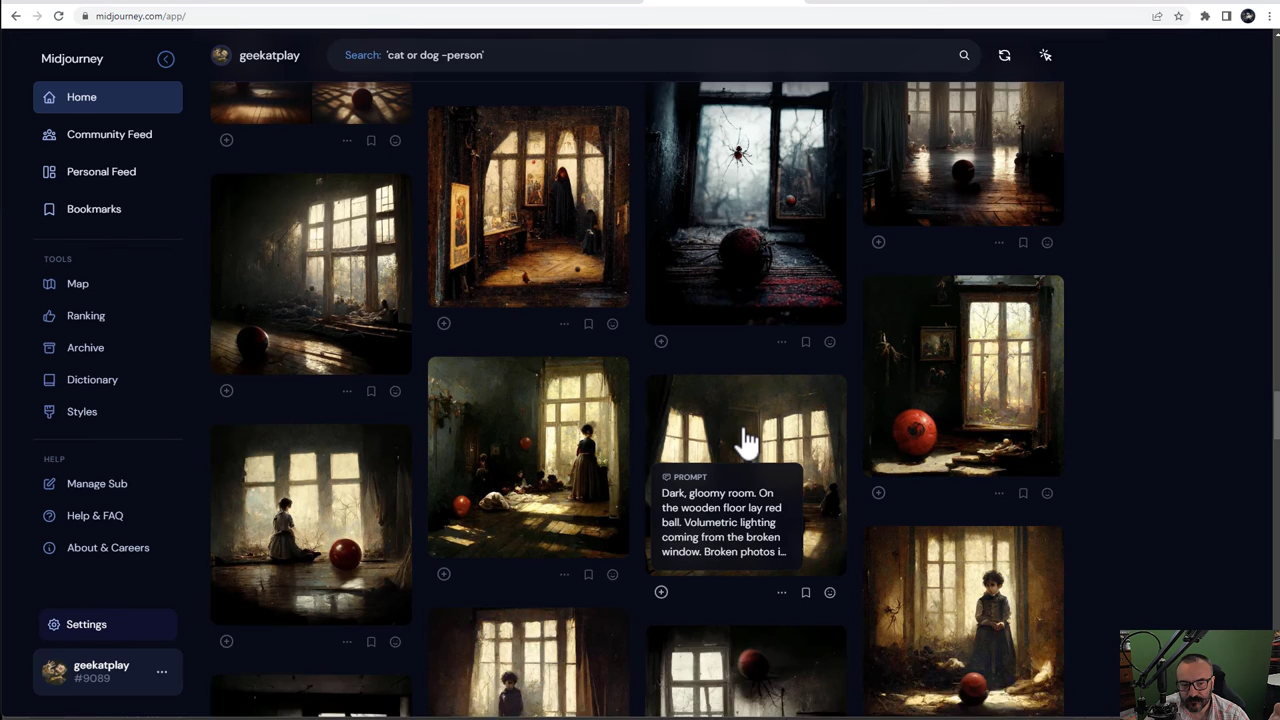 midjourney.com/app/
Midjourney
geekatplay
Search: 'cat or dog -person'
Home
Community Feed
Personal Feed
Bookmarks
TOOLS
Map
Ranking
Archive
Dictionary
Styles
HELP
Manage Sub
Help & FAQ
About & Careers
Settings
geekatplay
#9089
PROMPT
Dark, gloomy room. On
the wooden floor lay red
ball. Volumetric lighting
coming from the broken
window. Broken photos i...